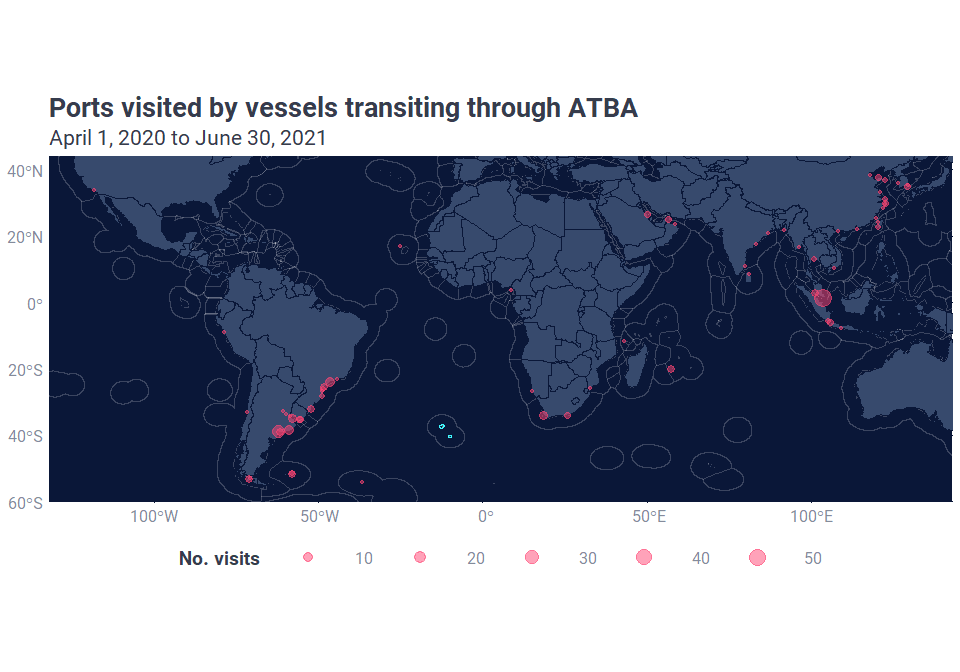 Ports visited by vessels transiting through ATBA
April 1, 2020 to June 30, 2021
40°N
20°N
0°
20°S
40°S
60°S
100°W 50°W 0° 50°E 100°E
No. visits 10 20 30 40 50